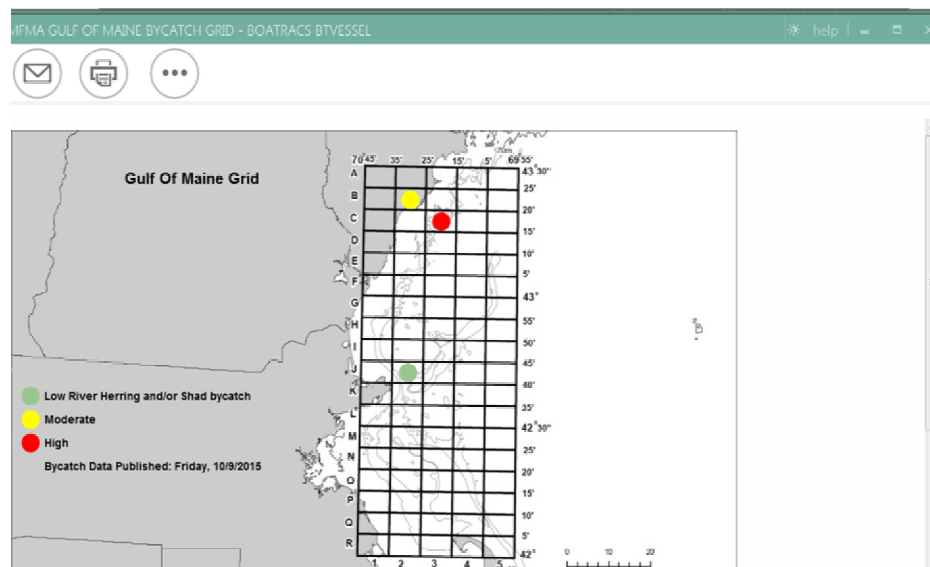 MFMA GULF OF MAINE BYCATCH GRID - BOATRACS BTVESSEL
help
Gulf Of Maine Grid
70°45' 35' 25' 15' 5' 69°55'
70m
A 43°30"
25'
B
20'
C
15'
D
10'
E
5'
F
43°
G
55'
H
50'
I
45'
J
40'
K
35'
L
42°30"
M
25'
N
20'
O
15'
P
10'
Q
5'
R
42°
1 2 3 4 5
Low River Herring and/or Shad bycatch
Moderate
High
Bycatch Data Published: Friday, 10/9/2015
0 10 20